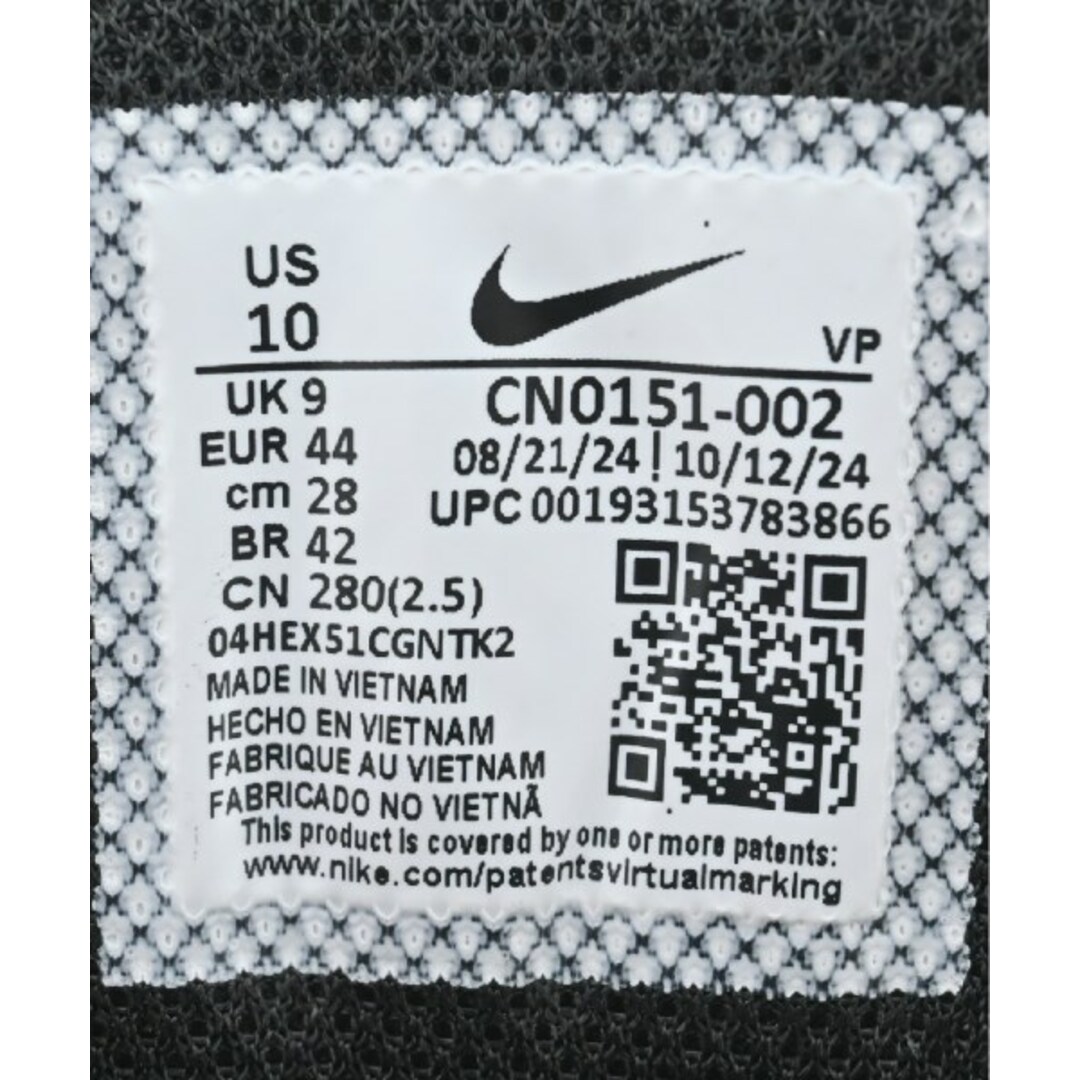 US
10
VP
UK 9
EUR 44
cm 28
BR 42
CN 280(2.5)
CN0151-002
08/21/24 | 10/12/24
UPC 00193153783866
04HEX51CGNTK2
MADE IN VIETNAM
HECHO EN VIETNAM
FABRIQUE AU VIETNAM
FABRICADO NO VIETNÃ
This product is covered by one or more patents:
www.nike.com/patentsvirtualmarking